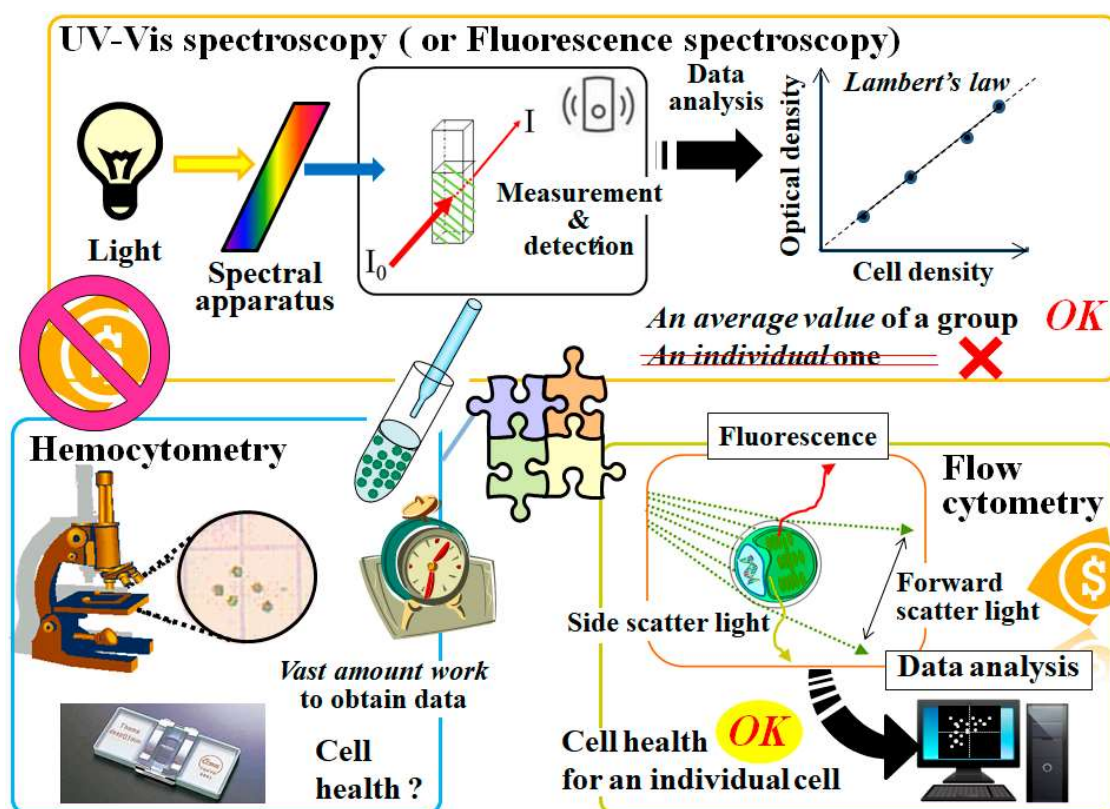 UV-Vis spectroscopy ( or Fluorescence spectroscopy)
Light
Spectral
apparatus
I₀
I
Measurement
&
detection
Data
analysis
Lambert's law
Optical density
Cell density
An average value of a group OK
An individual one
$
Hemocytometry
Vast amount work
to obtain data
Cell
health ?
Flow
cytometry
Fluorescence
Forward
scatter light
Side scatter light
$
Data analysis
Cell health OK
for an individual cell